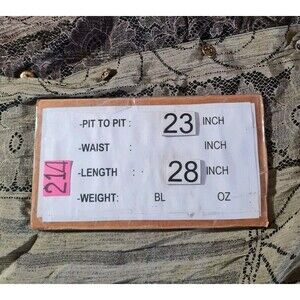 -PIT TO PIT : 23 INCH
-WAIST : INCH
-LENGTH : 28 INCH
-WEIGHT: BL OZ
214